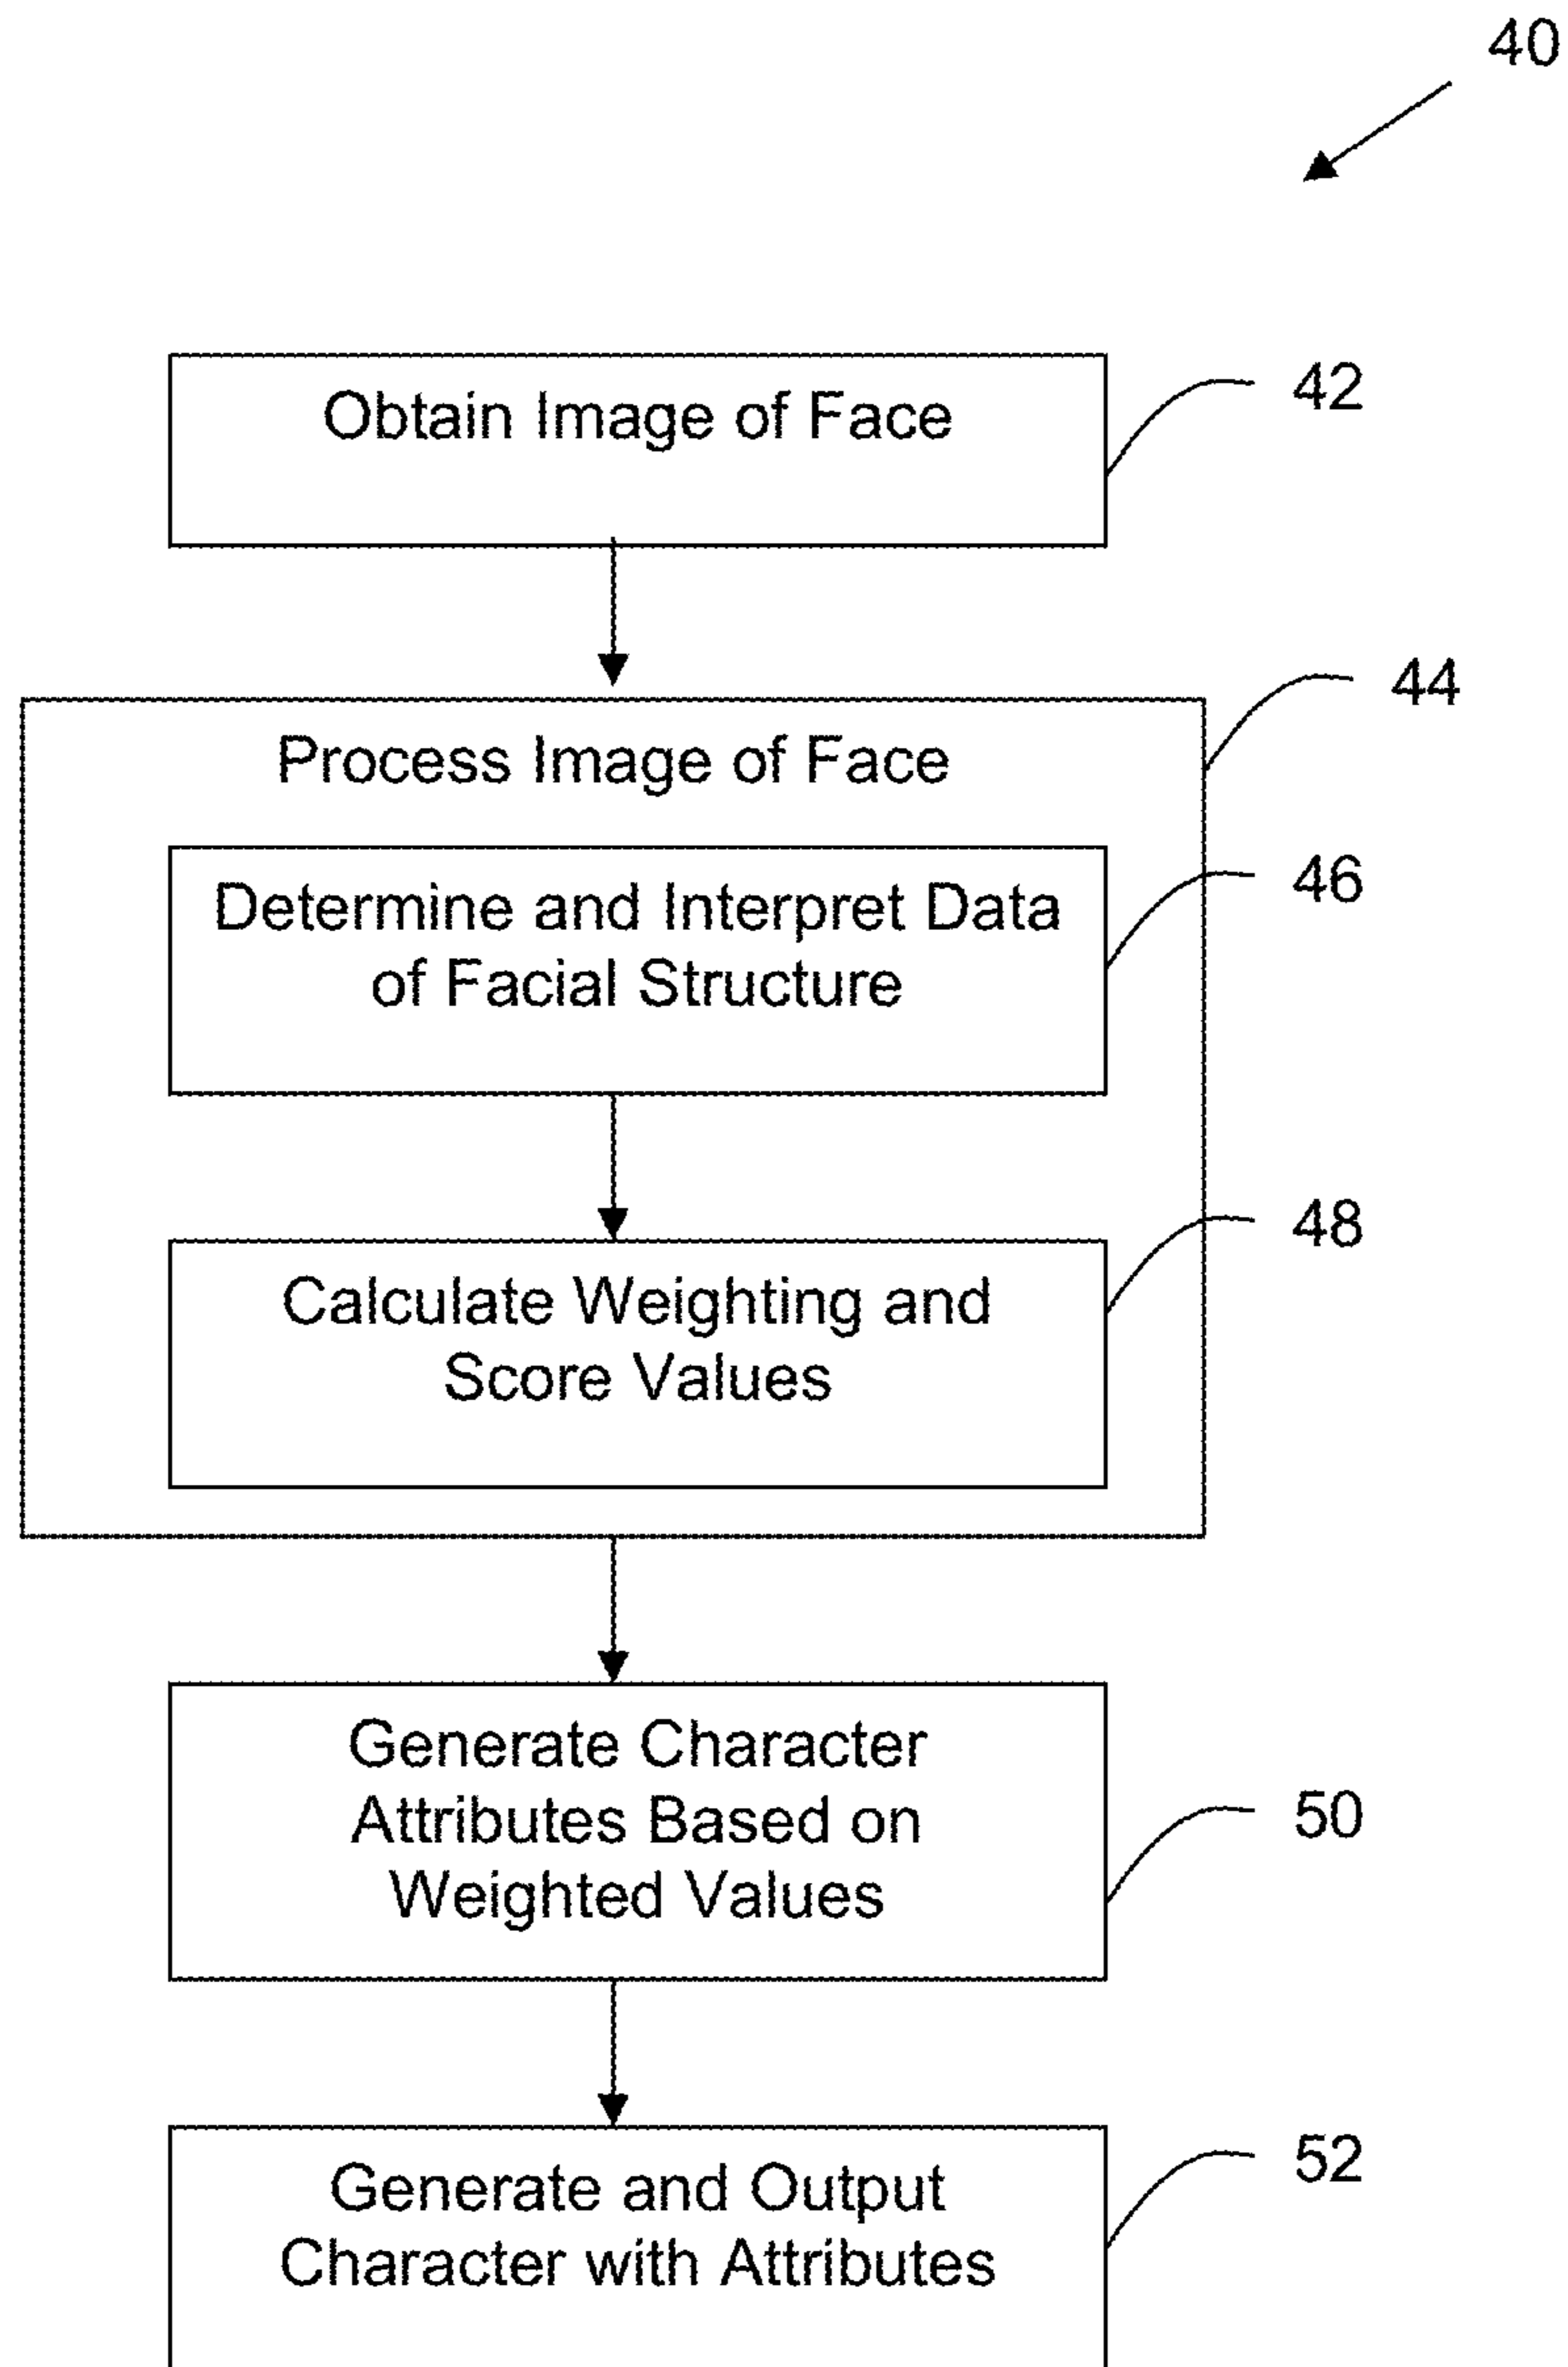 40
Obtain Image of Face
42
Process Image of Face
44
Determine and Interpret Data
of Facial Structure
46
Calculate Weighting and
Score Values
48
Generate Character
Attributes Based on
Weighted Values
50
Generate and Output
Character with Attributes
52